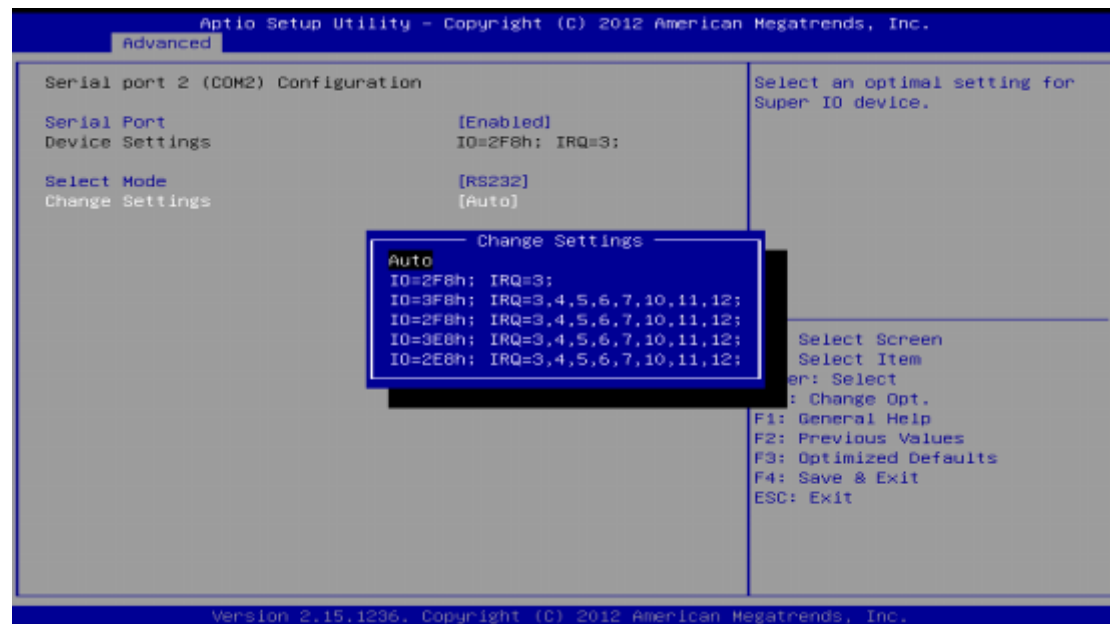 Aptio Setup Utility - Copyright (C) 2012 American Megatrends, Inc.
Advanced
Serial port 2 (COM2) Configuration
Serial Port [Enabled]
Device Settings IO=2F8h; IRQ=3;
Select Mode [RS232]
Change Settings [Auto]
Change Settings
Auto
IO=2F8h; IRQ=3;
IO=3F8h; IRQ=3,4,5,6,7,10,11,12;
IO=2F8h; IRQ=3,4,5,6,7,10,11,12;
IO=3E8h; IRQ=3,4,5,6,7,10,11,12;
IO=2E8h; IRQ=3,4,5,6,7,10,11,12;
Select an optimal setting for
Super IO device.
Select Screen
Select Item
er: Select
: Change Opt.
F1: General Help
F2: Previous Values
F3: Optimized Defaults
F4: Save & Exit
ESC: Exit
Version 2.15.1236. Copyright (C) 2012 American Megatrends, Inc.